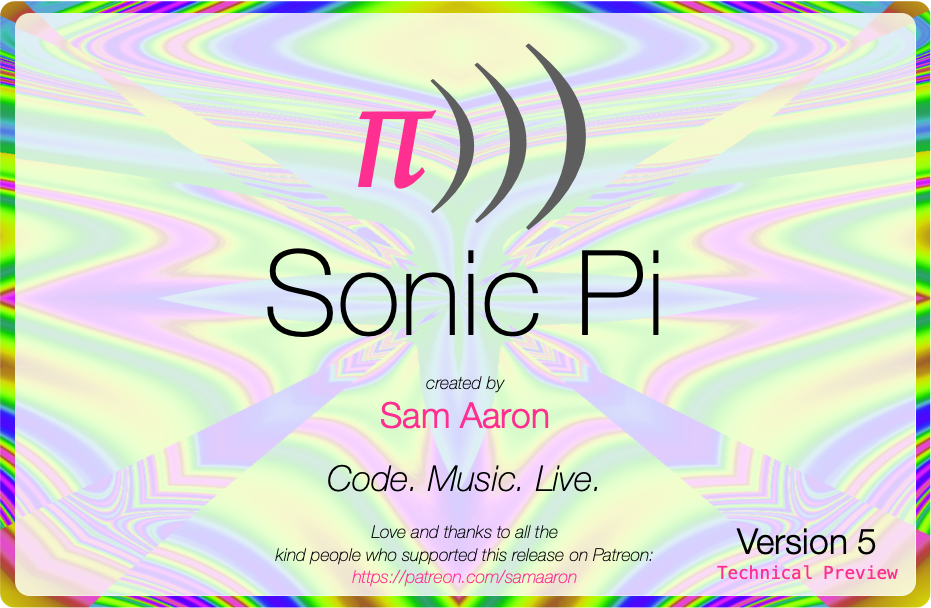 π)))
Sonic Pi
created by
Sam Aaron
Code. Music. Live.
Love and thanks to all the
kind people who supported this release on Patreon:
https://patreon.com/samaaron
Version 5
Technical Preview